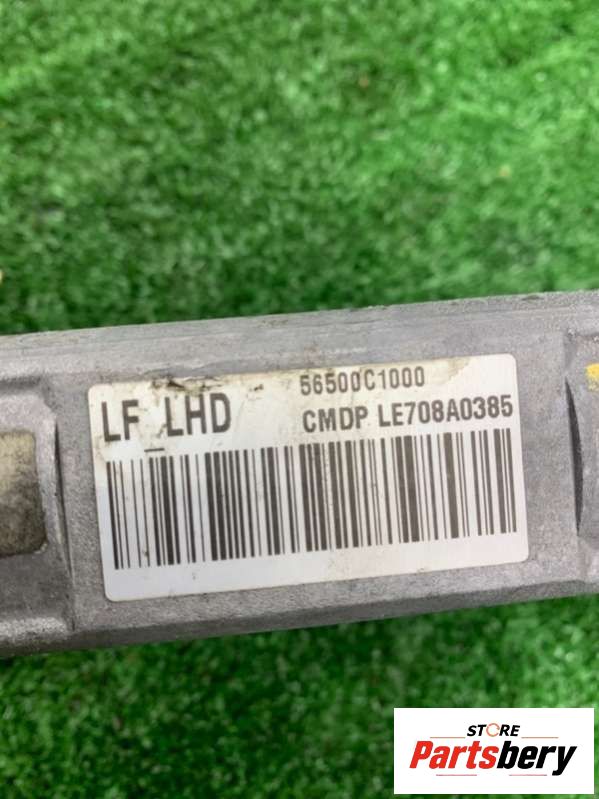 56500C1000
LF_LHD
CMDP LE708A0385
STORE
Partsbery